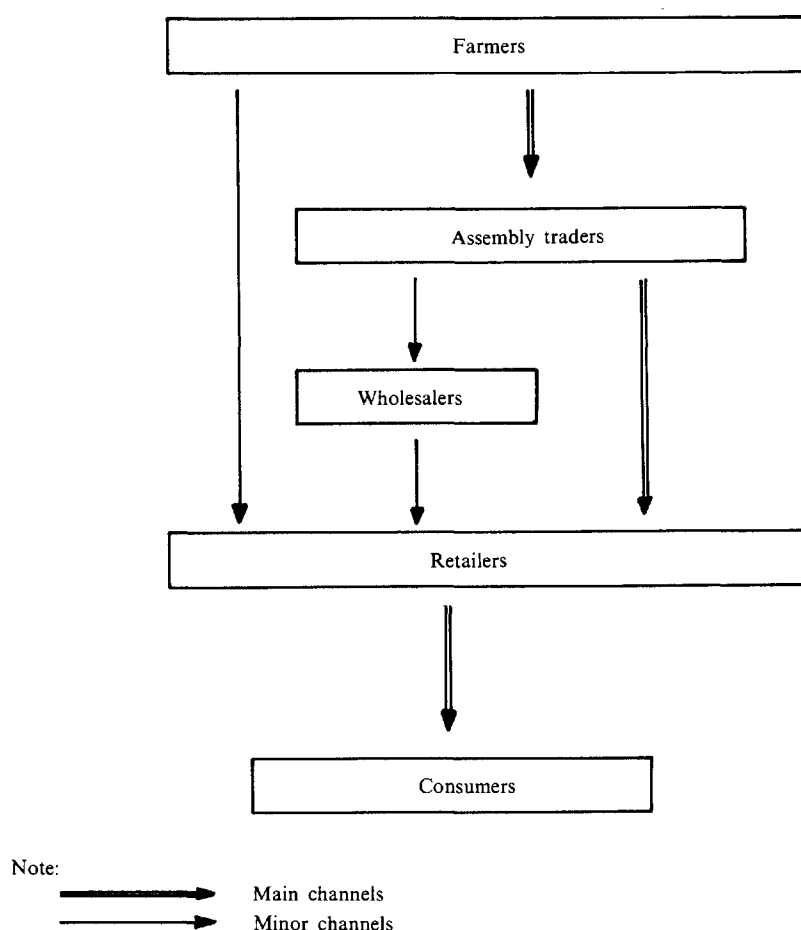 Farmers
Assembly traders
Wholesalers
Retailers
Consumers
Note:
Main channels
Minor channels